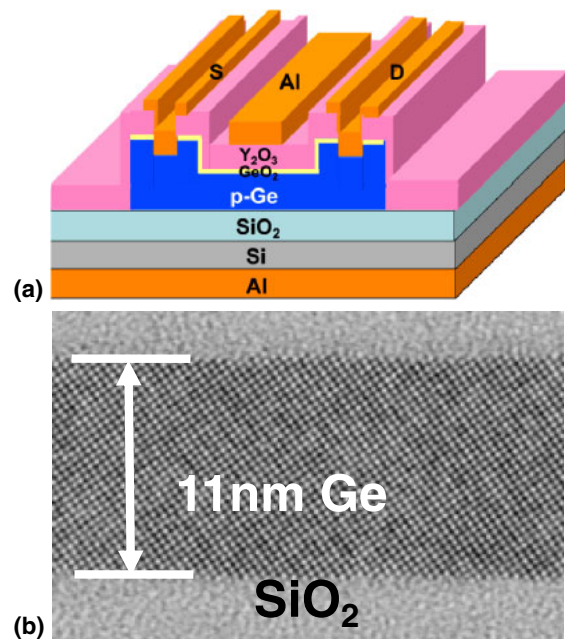 S
Al
D
Y₂O₃
GeO₂
p-Ge
SiO₂
Si
(a)
Al
11nm Ge
SiO₂
(b)